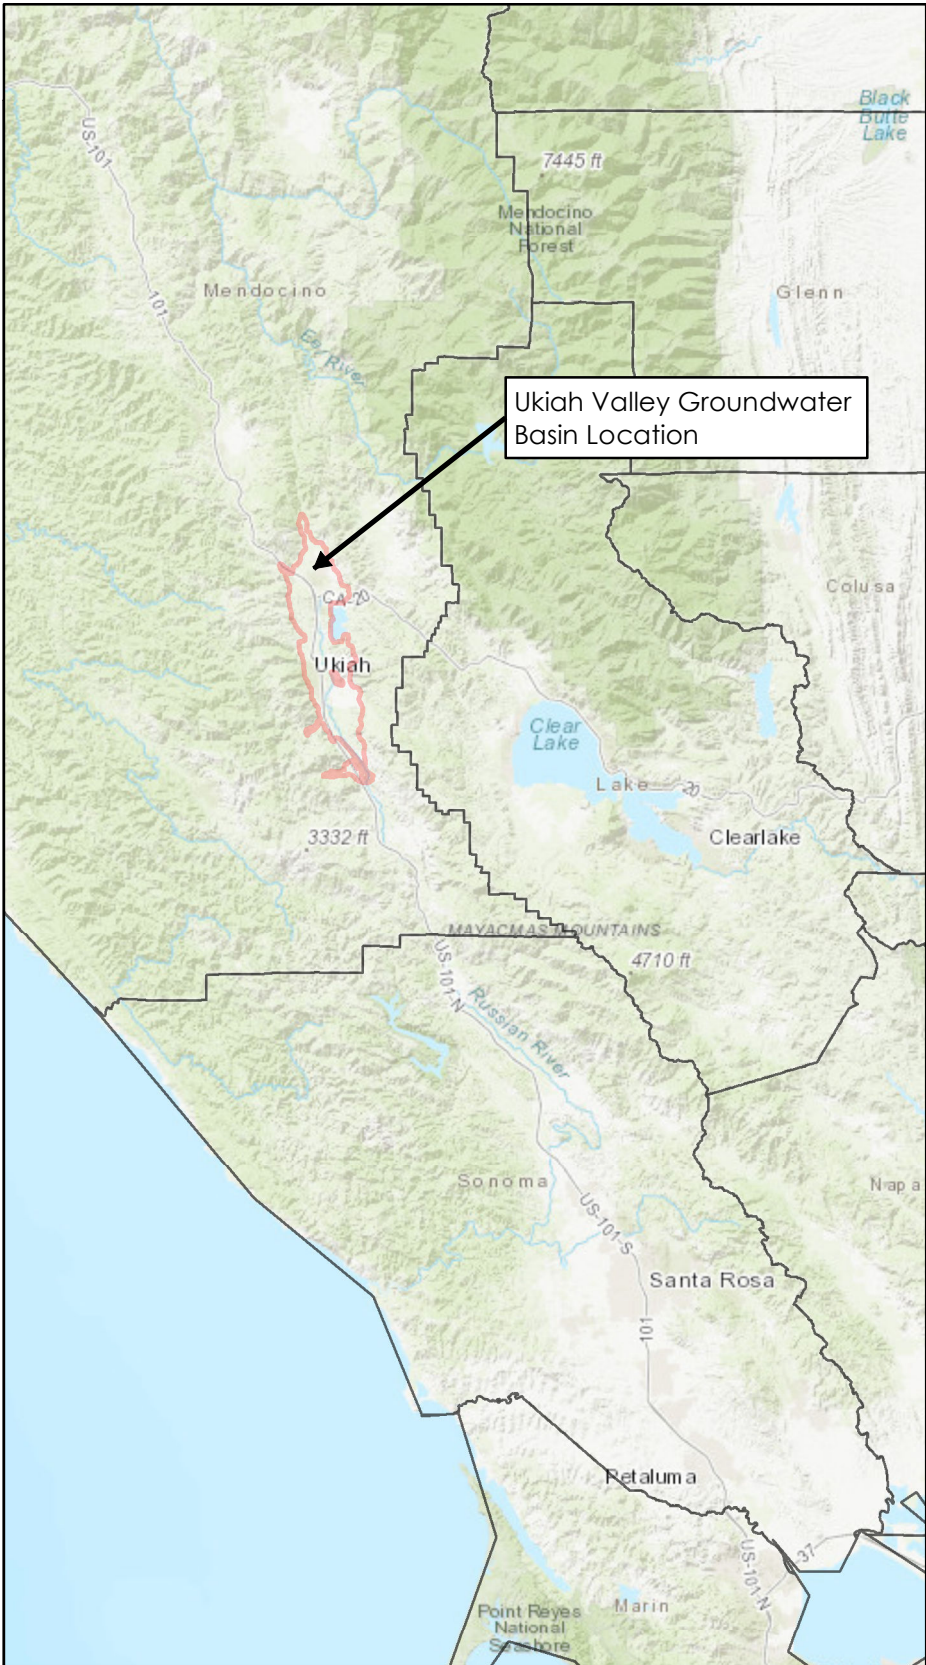 Black
Butte
Lake
US-101
7445 ft
Mendocino
National
Forest
Mendocino
Glenn
101
Eel River
Ukiah Valley Groundwater
Basin Location
Colusa
CA-20
Ukiah
Clear
Lake
Lake
20
Clearlake
3332 ft
MAYACMAS MOUNTAINS
4710 ft
US-101-N
Russian River
Sonoma
Napa
US-101-S
Santa Rosa
101
Petaluma
US-101-N
37
Marin
Point Reyes
National
Seashore